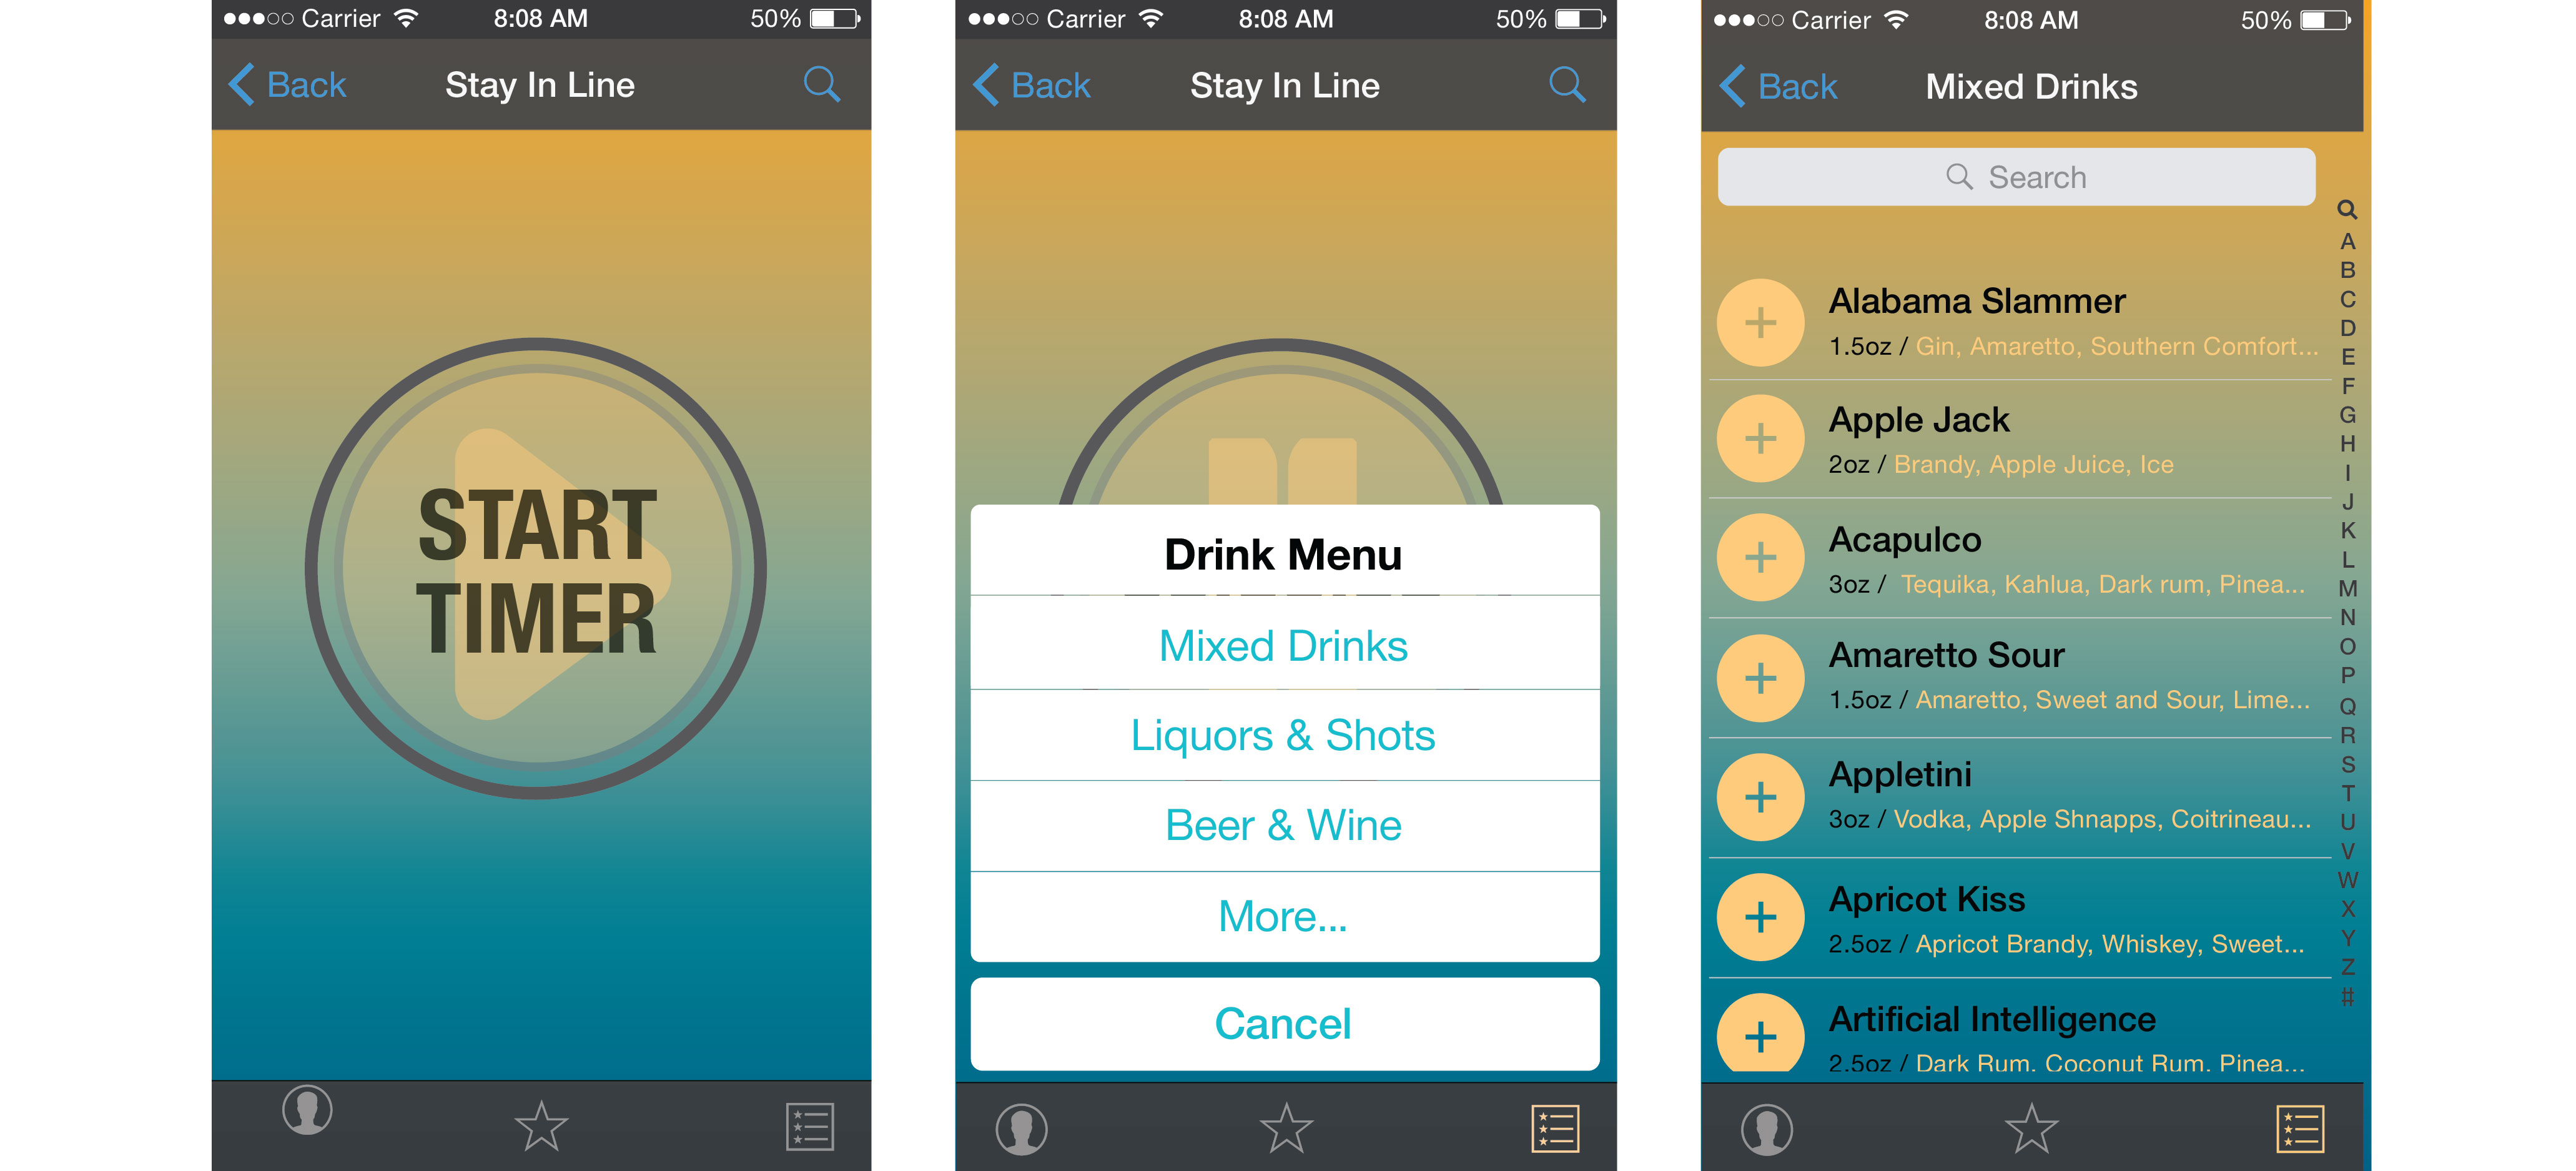 Carrier 8:08 AM 50%
Back Stay In Line
START
TIMER
Carrier 8:08 AM 50%
Back Stay In Line
Drink Menu
Mixed Drinks
Liquors & Shots
Beer & Wine
More...
Cancel
Carrier 8:08 AM 50%
Back Mixed Drinks
Search
Alabama Slammer
1.5oz / Gin, Amaretto, Southern Comfort...
Apple Jack
2oz / Brandy, Apple Juice, Ice
Acapulco
3oz / Tequika, Kahlua, Dark rum, Pinea...
Amaretto Sour
1.5oz / Amaretto, Sweet and Sour, Lime...
Appletini
3oz / Vodka, Apple Shnapps, Coitrineau...
Apricot Kiss
2.5oz / Apricot Brandy, Whiskey, Sweet...
Artificial Intelligence
2.5oz / Dark Rum, Coconut Rum, Pinea...
A
B
C
D
E
F
G
H
I
J
K
L
M
N
O
P
Q
R
S
T
U
V
W
X
Y
Z
#